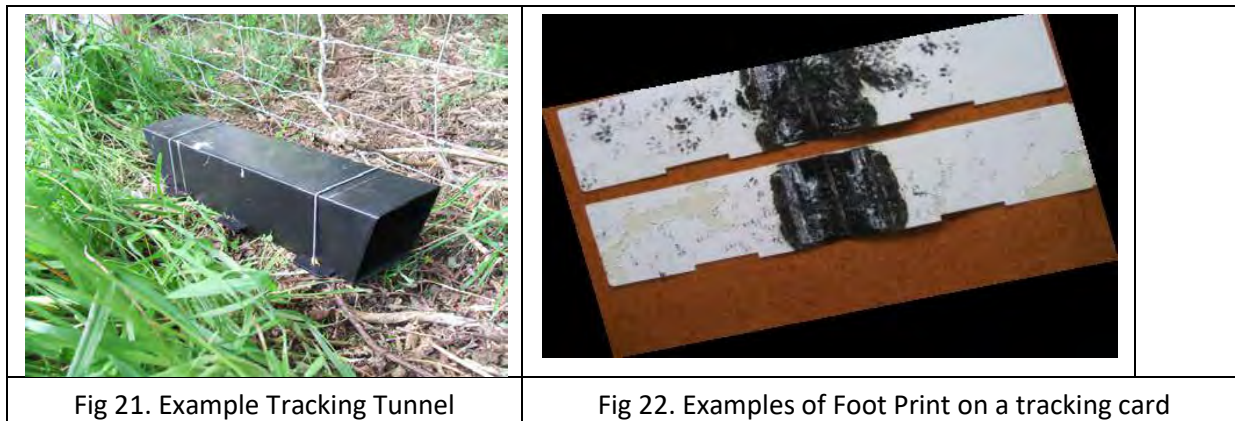 Fig 21. Example Tracking Tunnel
Fig 22. Examples of Foot Print on a tracking card